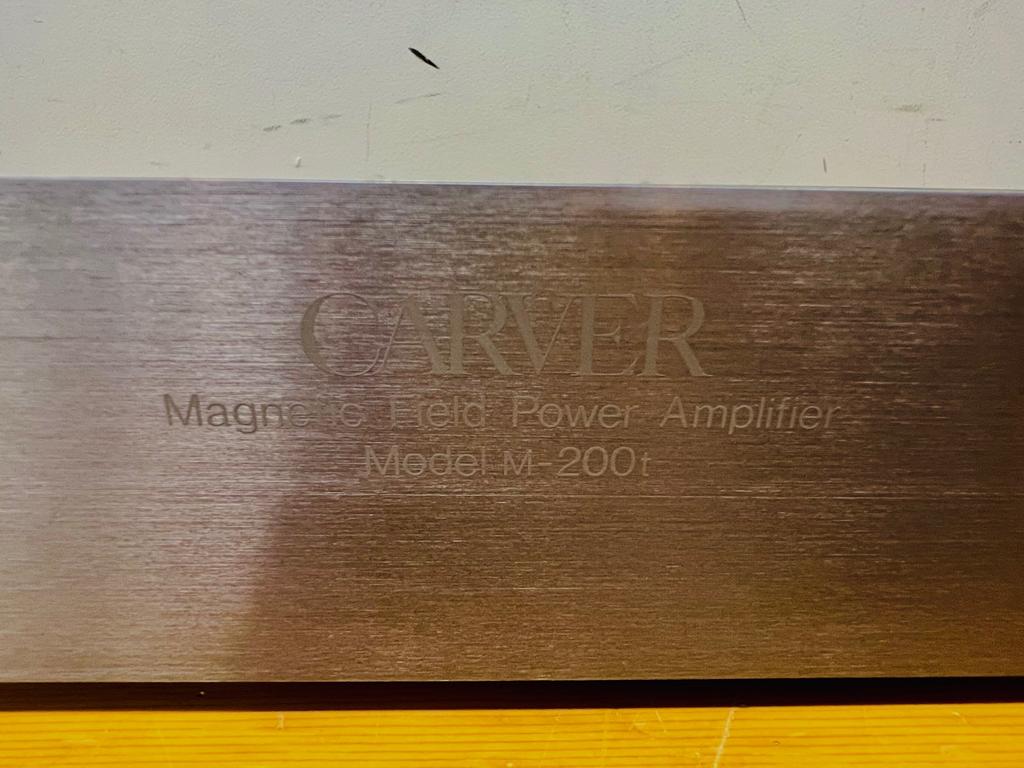 CARVER
Magnetic Field Power Amplifier
Model M-200t